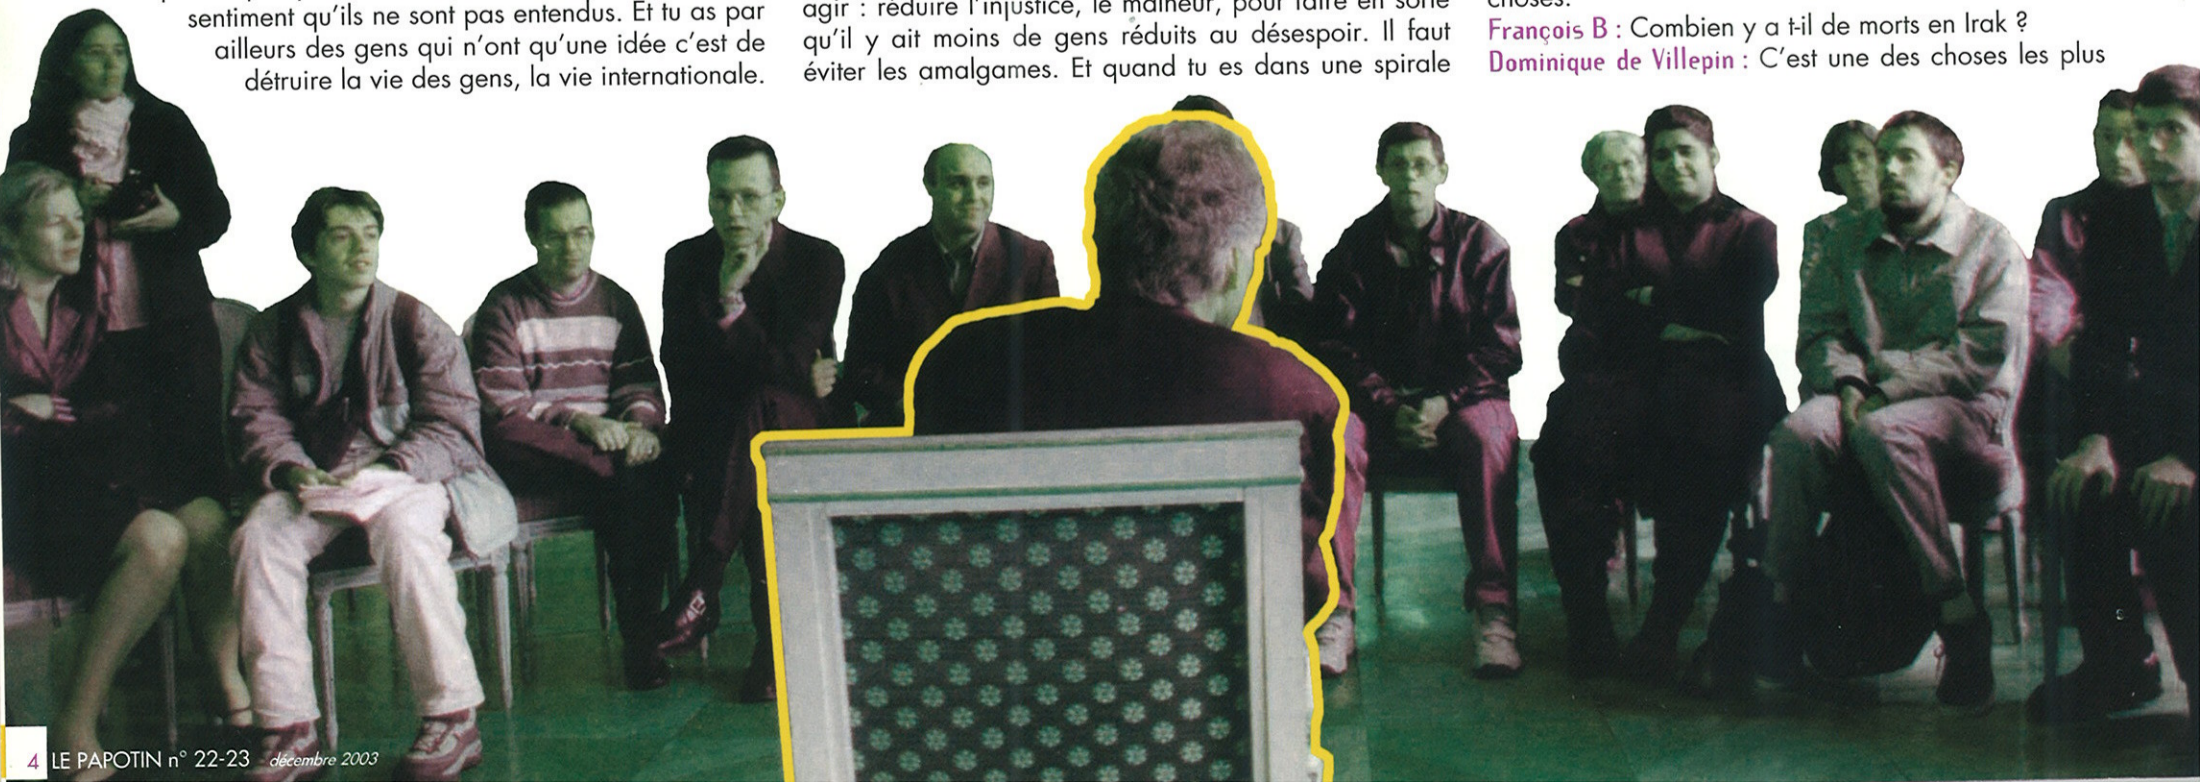 sentiment qu'ils ne sont pas entendus. Et tu as par
ailleurs des gens qui n'ont qu'une idée c'est de
détruire la vie des gens, la vie internationale.
agir : réduire l'injustice, le malheur, pour faire en sorte
qu'il y ait moins de gens réduits au désespoir. Il faut
éviter les amalgames. Et quand tu es dans une spirale
choses.
François B : Combien y a t-il de morts en Irak ?
Dominique de Villepin : C'est une des choses les plus
4 LE PAPOTIN n° 22-23 décembre 2003